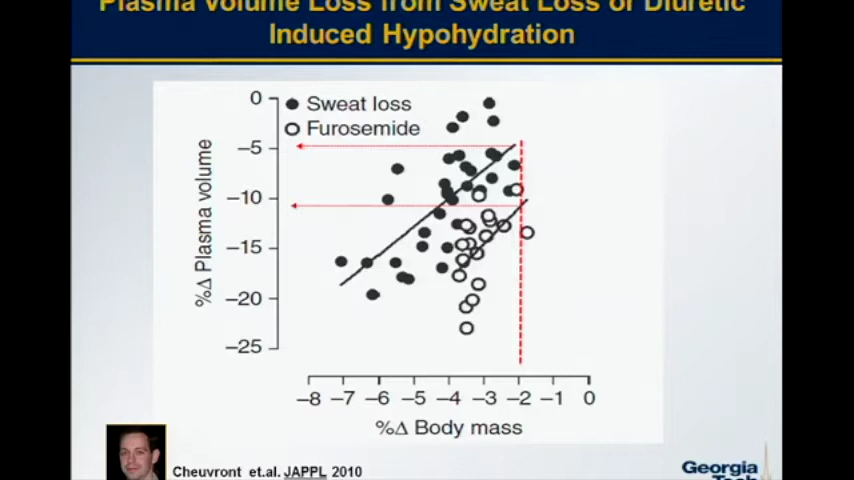 Plasma Volume Loss from Sweat Loss or Diuretic
Induced Hypohydration
Sweat loss
Furosemide
%Δ Plasma volume
0
–5
–10
–15
–20
–25
–8 –7 –6 –5 –4 –3 –2 –1 0
%Δ Body mass
Cheuvront et.al. JAPPL 2010
Georgia
Tech